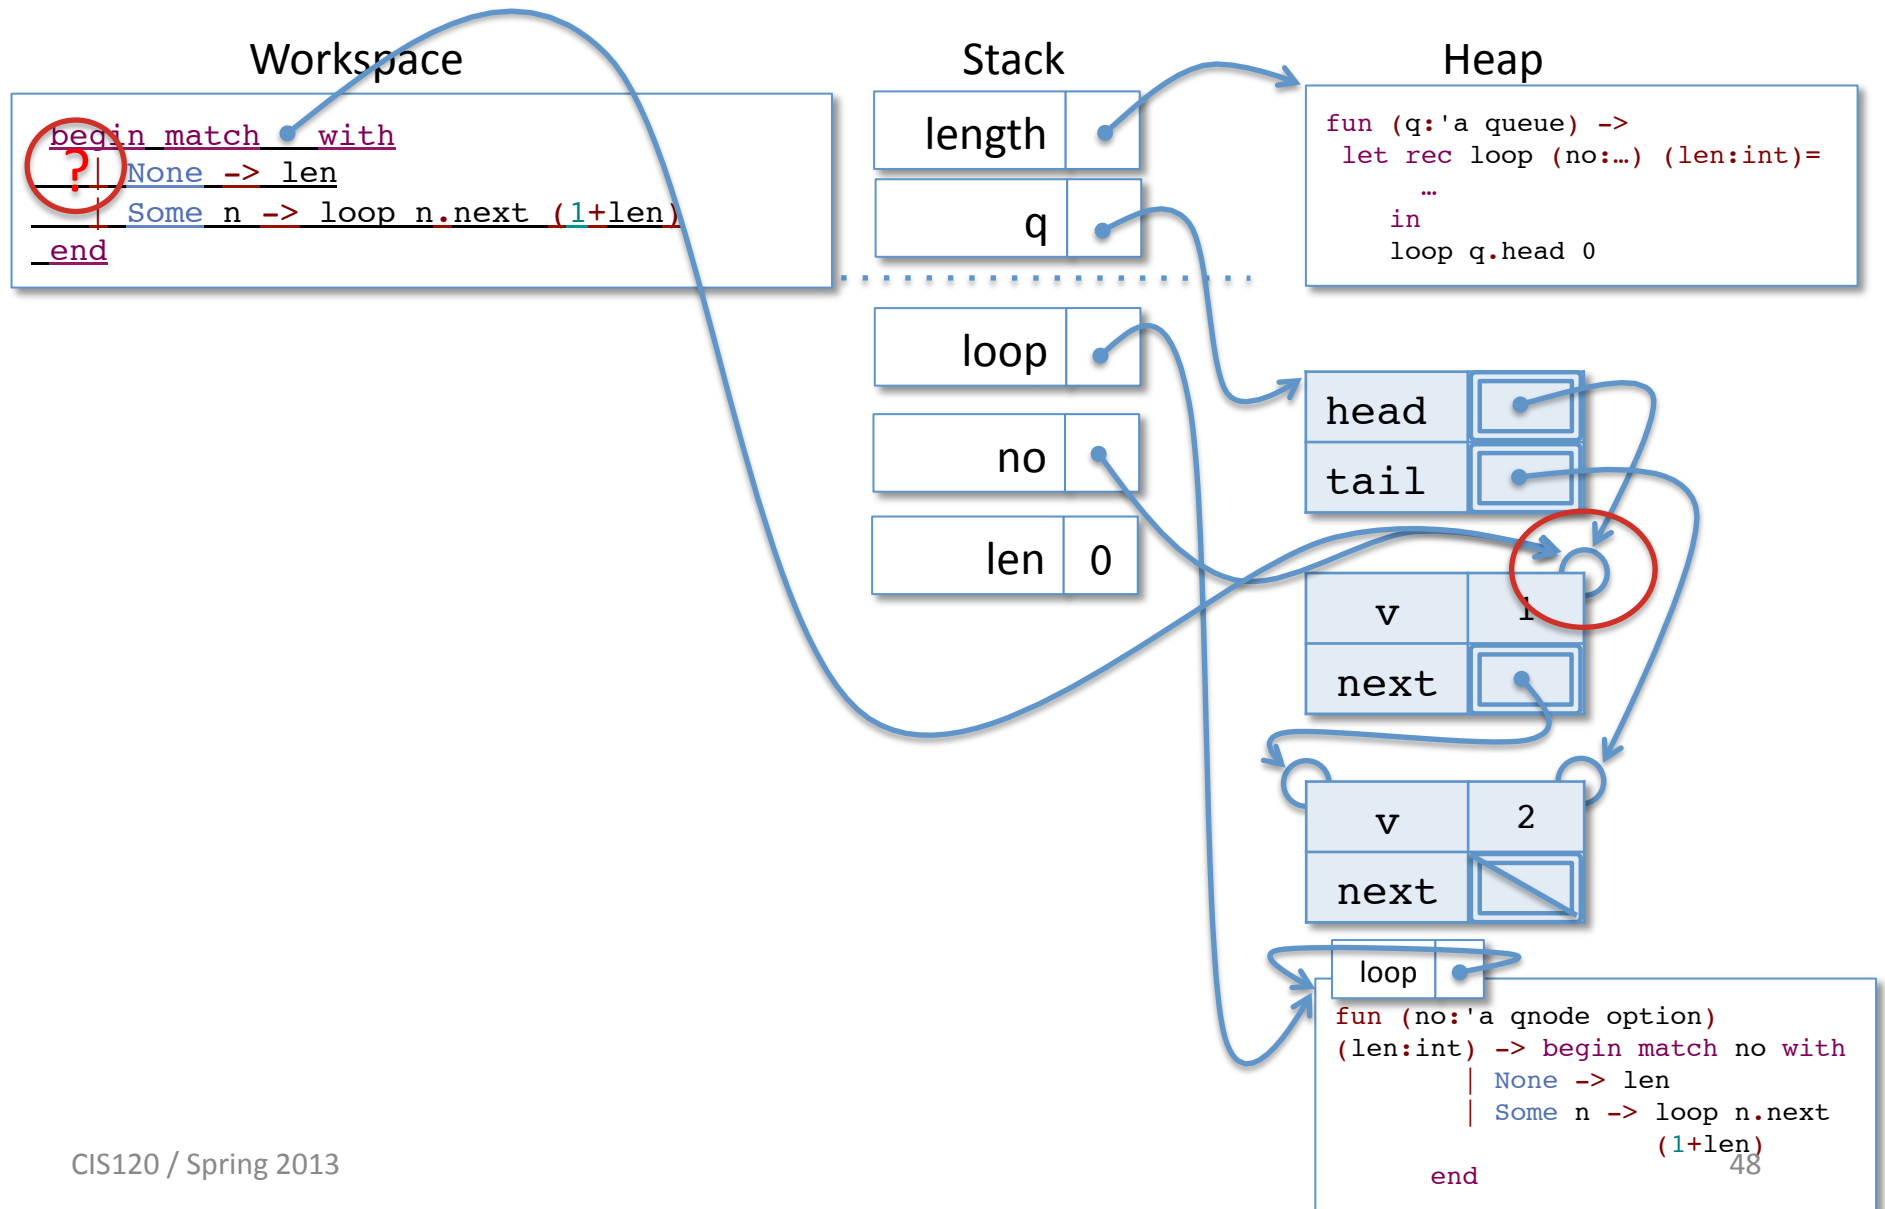 Workspace
begin match with
? | None -> len
| Some n -> loop n.next (1+len)
end
Stack
length
q
loop
no
len 0
Heap
fun (q:'a queue) ->
let rec loop (no:…) (len:int)=
…
in
loop q.head 0
head
tail
v 1
next
v 2
next
loop
fun (no:'a qnode option)
(len:int) -> begin match no with
| None -> len
| Some n -> loop n.next
(1+len)
end
CIS120 / Spring 2013
48